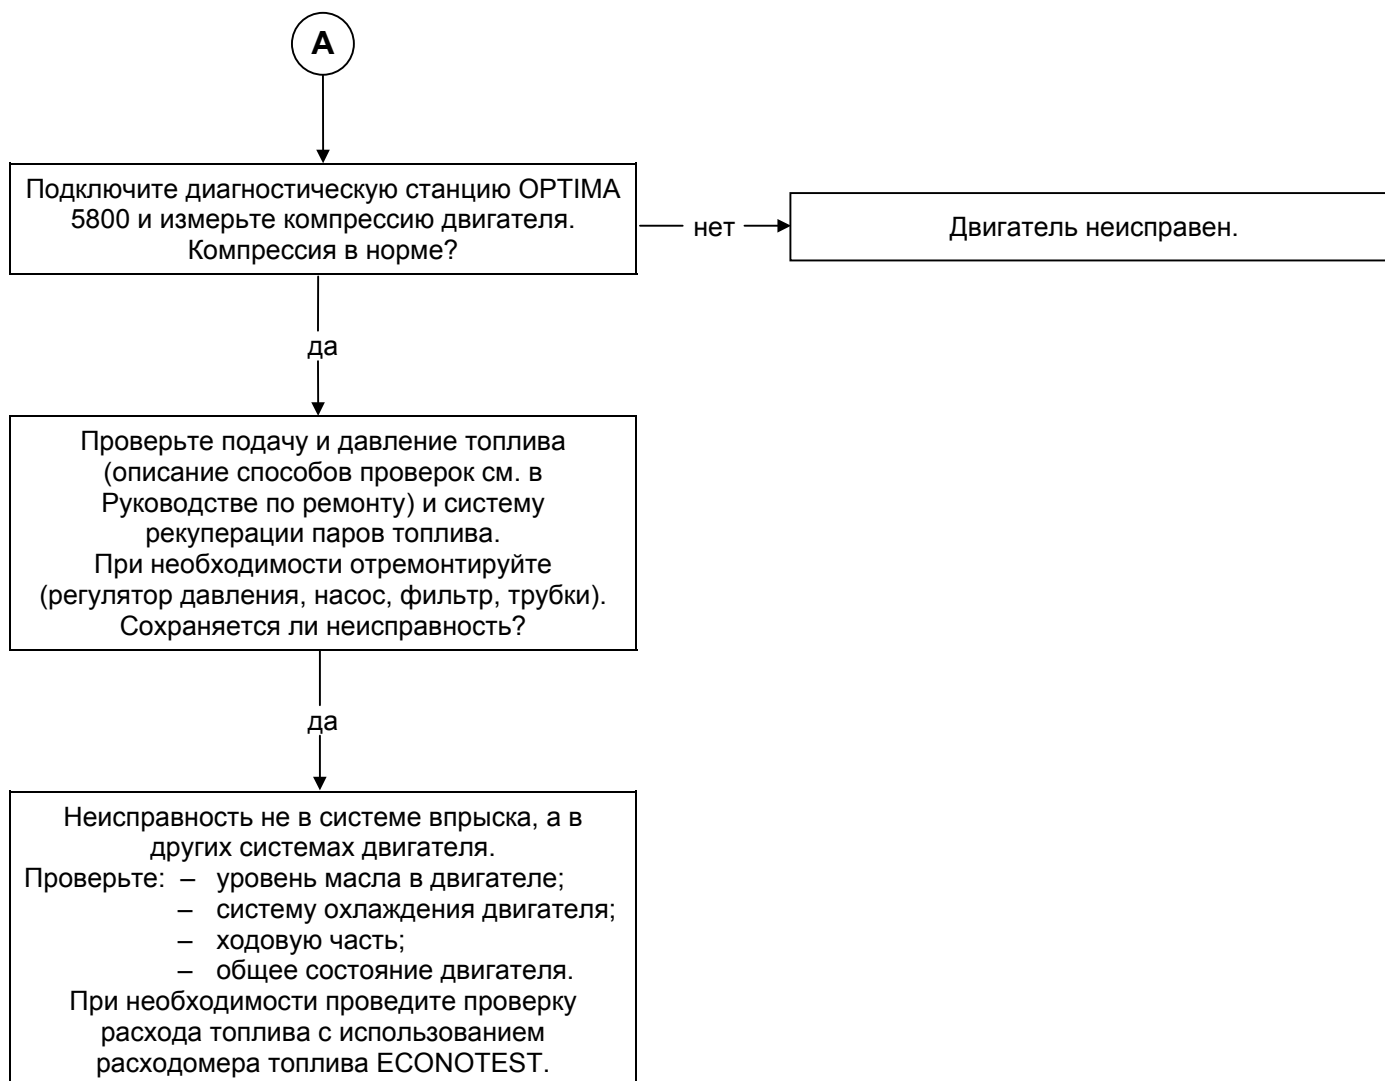 A
Подключите диагностическую станцию OPTIMA
5800 и измерьте компрессию двигателя.
Компрессия в норме?
нет
Двигатель неисправен.
да
Проверьте подачу и давление топлива
(описание способов проверок см. в
Руководстве по ремонту) и систему
рекуперации паров топлива.
При необходимости отремонтируйте
(регулятор давления, насос, фильтр, трубки).
Сохраняется ли неисправность?
да
Неисправность не в системе впрыска, а в
других системах двигателя.
Проверьте: – уровень масла в двигателе;
– систему охлаждения двигателя;
– ходовую часть;
– общее состояние двигателя.
При необходимости проведите проверку
расхода топлива с использованием
расходомера топлива ECONOTEST.